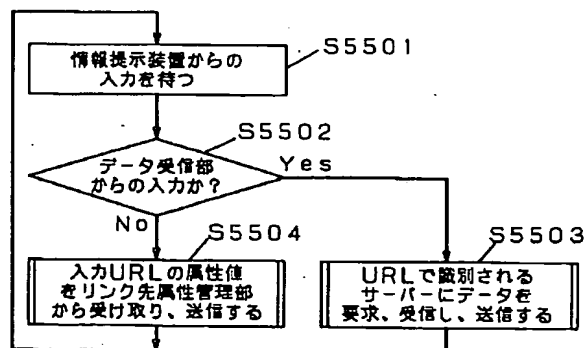 S5501
情報提示装置からの
入力を待つ
S5502
データ受信部
からの入力か？
Yes
No
S5504
入力URLの属性値
をリンク先属性管理部
から受け取り、送信する
S5503
URLで識別される
サーバーにデータを
要求、受信し、送信する